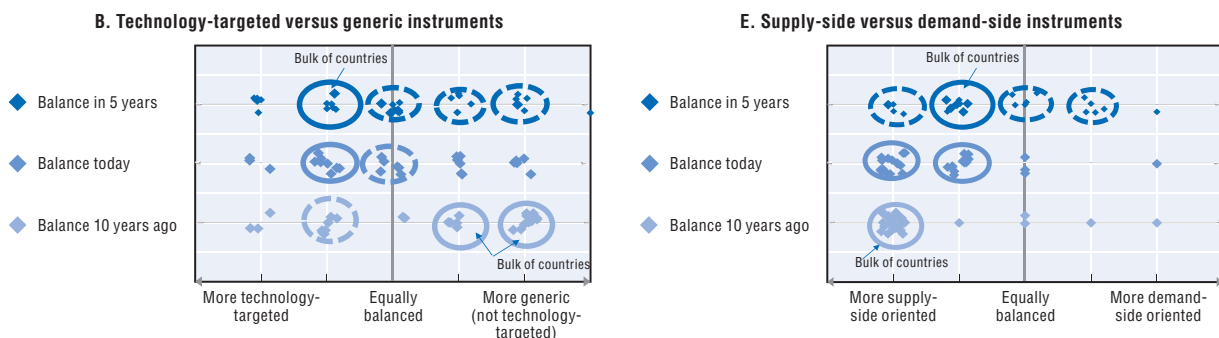 B. Technology-targeted versus generic instruments
Bulk of countries
Balance in 5 years
Balance today
Balance 10 years ago
Bulk of countries
More technology-
targeted
Equally
balanced
More generic
(not technology-
targeted)
E. Supply-side versus demand-side instruments
Bulk of countries
Balance in 5 years
Balance today
Balance 10 years ago
Bulk of countries
More supply-
side oriented
Equally
balanced
More demand-
side oriented